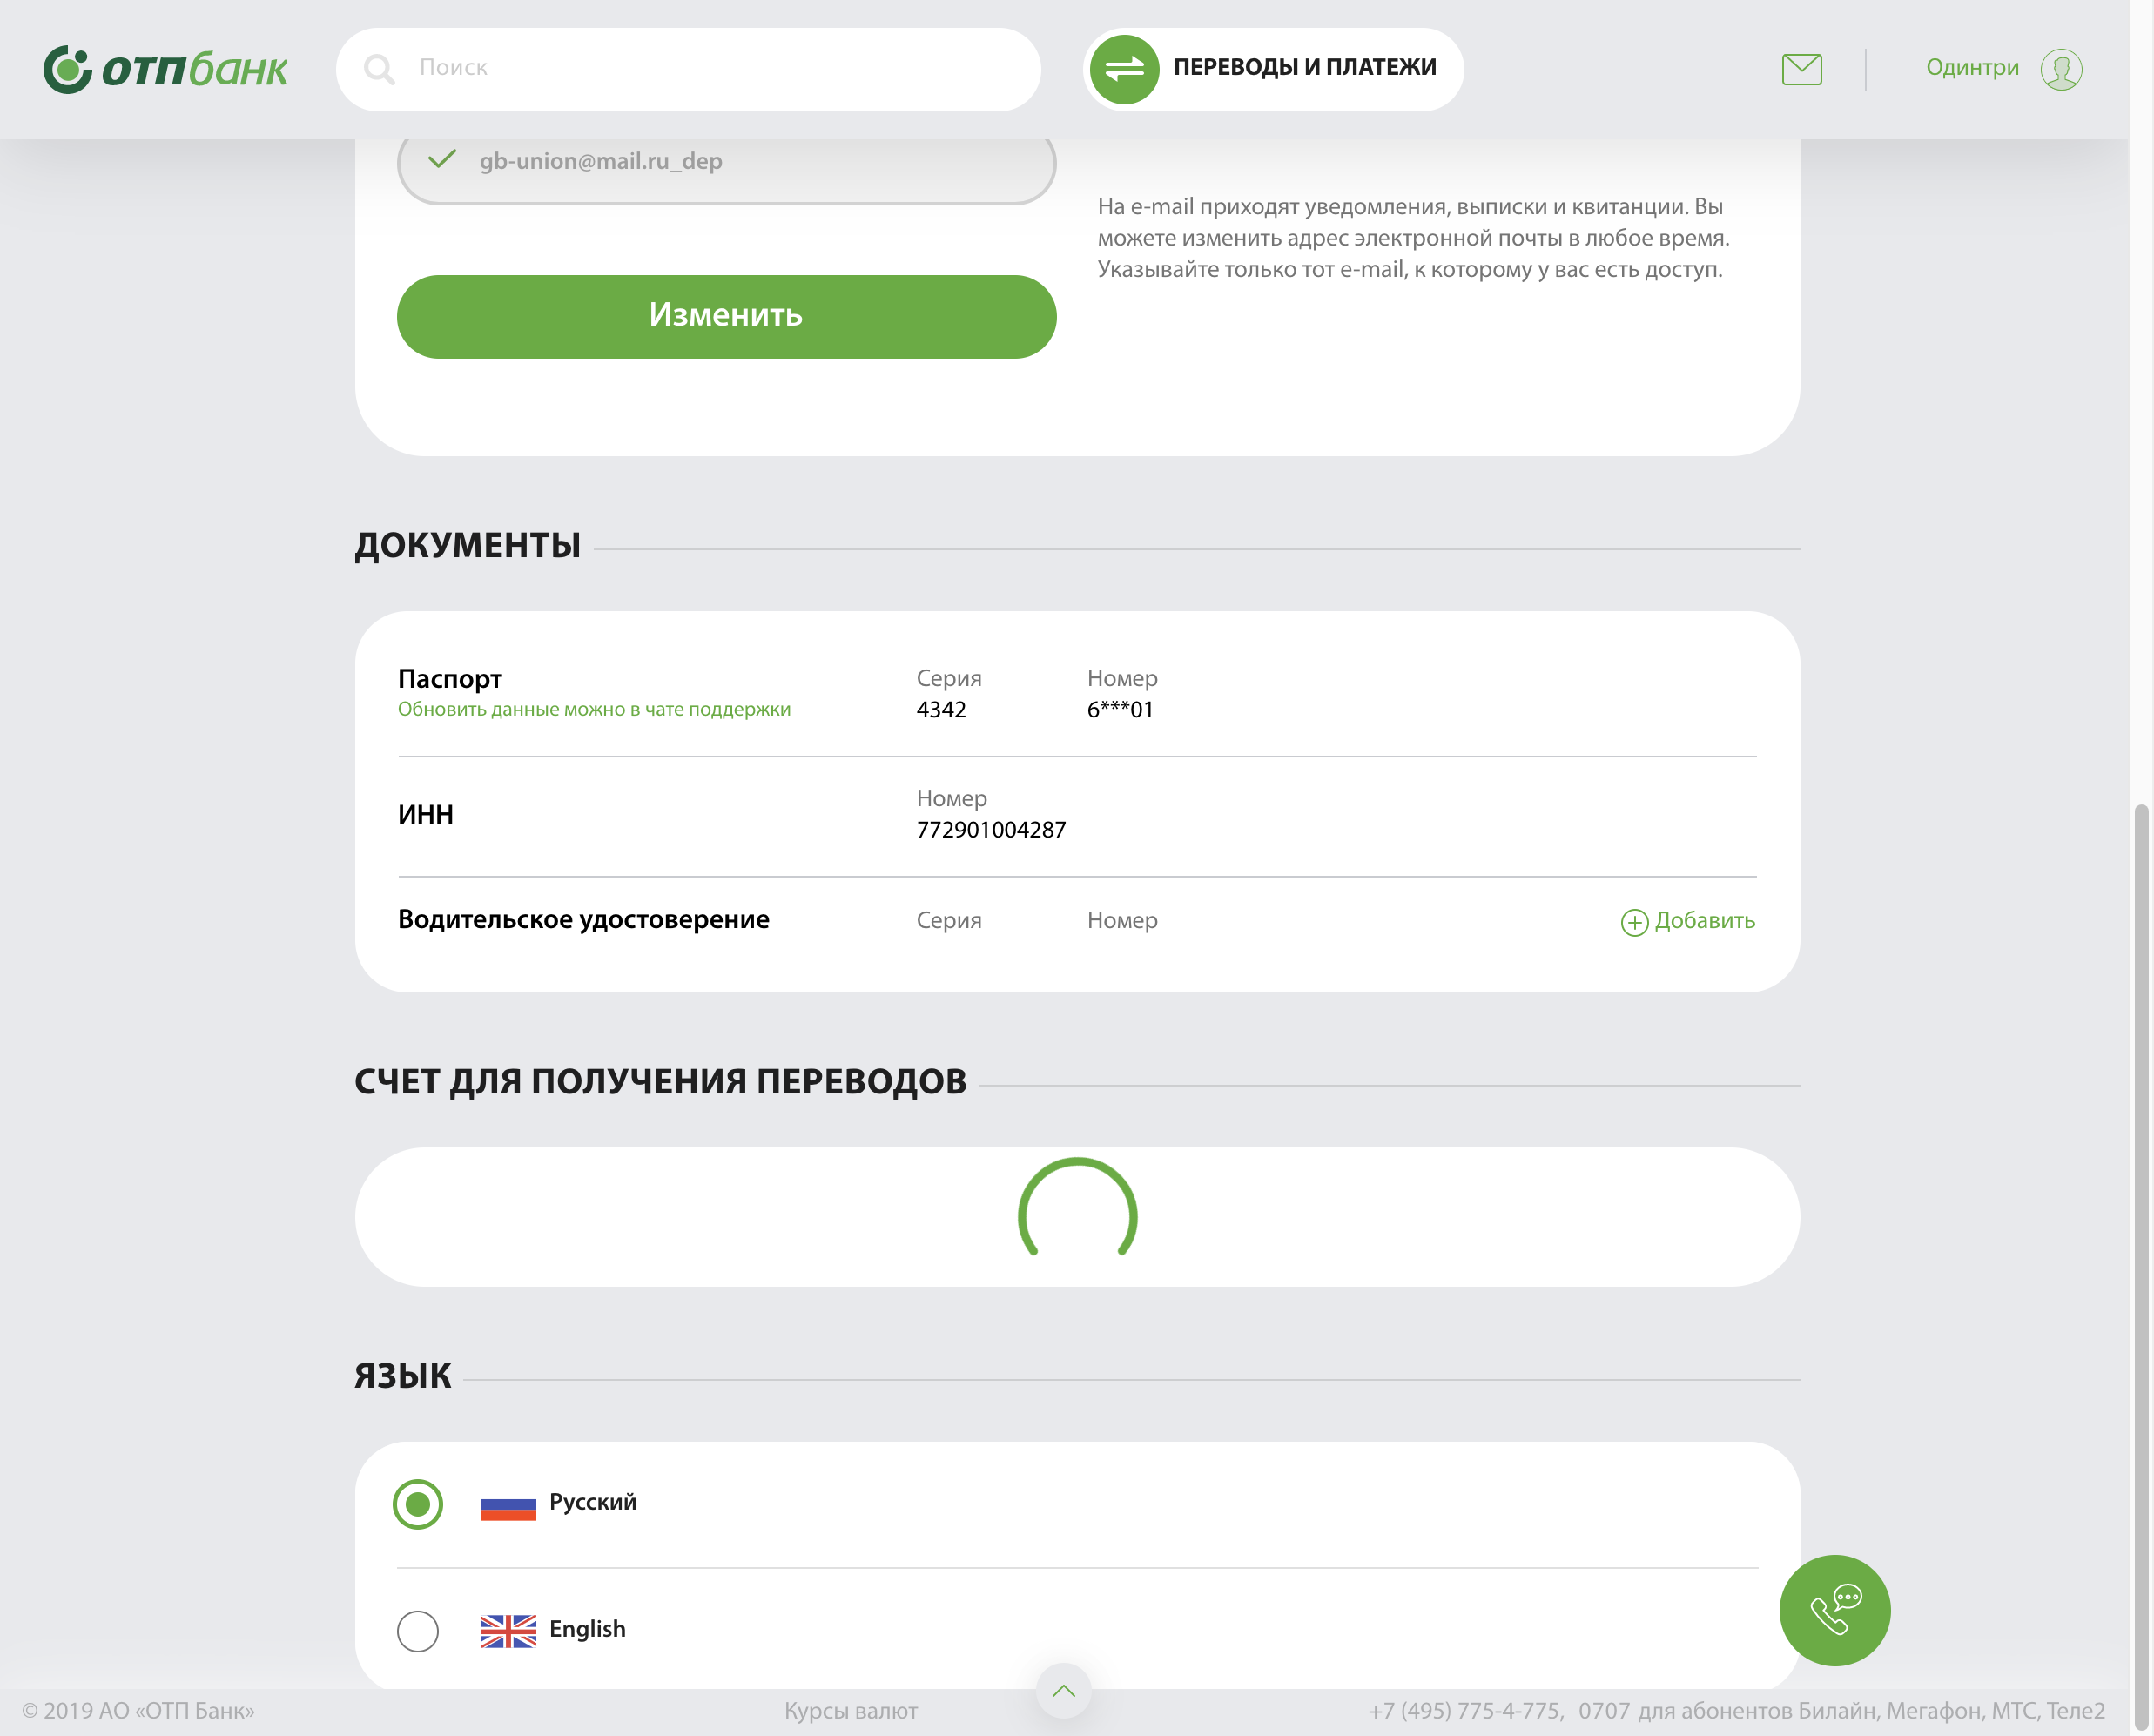 отпбанк
Поиск
ПЕРЕВОДЫ И ПЛАТЕЖИ
Одинтри
gb-union@mail.ru_dep
На e-mail приходят уведомления, выписки и квитанции. Вы
можете изменить адрес электронной почты в любое время.
Указывайте только тот e-mail, к которому у вас есть доступ.
Изменить
ДОКУМЕНТЫ
Паспорт
Обновить данные можно в чате поддержки
Серия
4342
Номер
6***01
ИНН
Номер
772901004287
Водительское удостоверение
Серия
Номер
Добавить
СЧЕТ ДЛЯ ПОЛУЧЕНИЯ ПЕРЕВОДОВ
ЯЗЫК
Русский
English
© 2019 АО «ОТП Банк»
Курсы валют
+7 (495) 775-4-775, 0707 для абонентов Билайн, Мегафон, МТС, Теле2